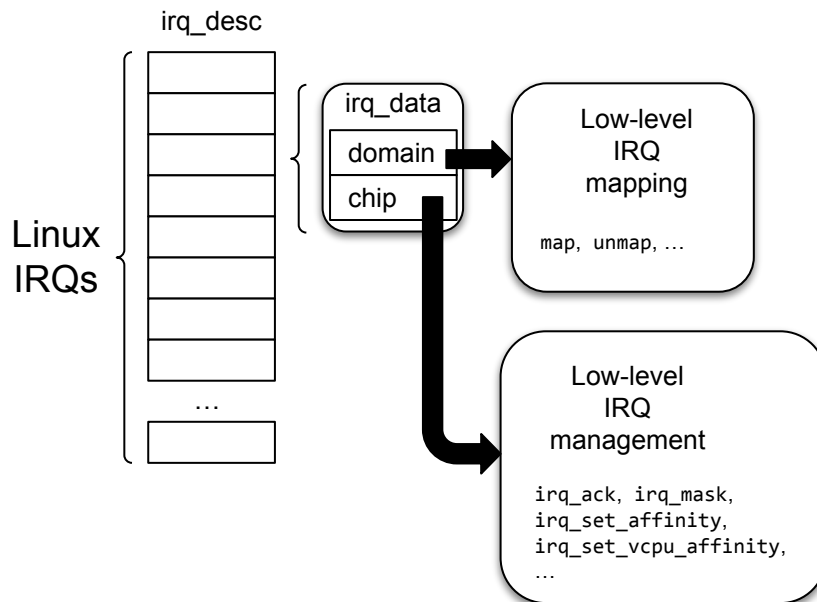 irq_desc
Linux
IRQs
…
irq_data
domain
chip
Low-level
IRQ
mapping
map, unmap, …
Low-level
IRQ
management
irq_ack, irq_mask,
irq_set_affinity,
irq_set_vcpu_affinity,
…